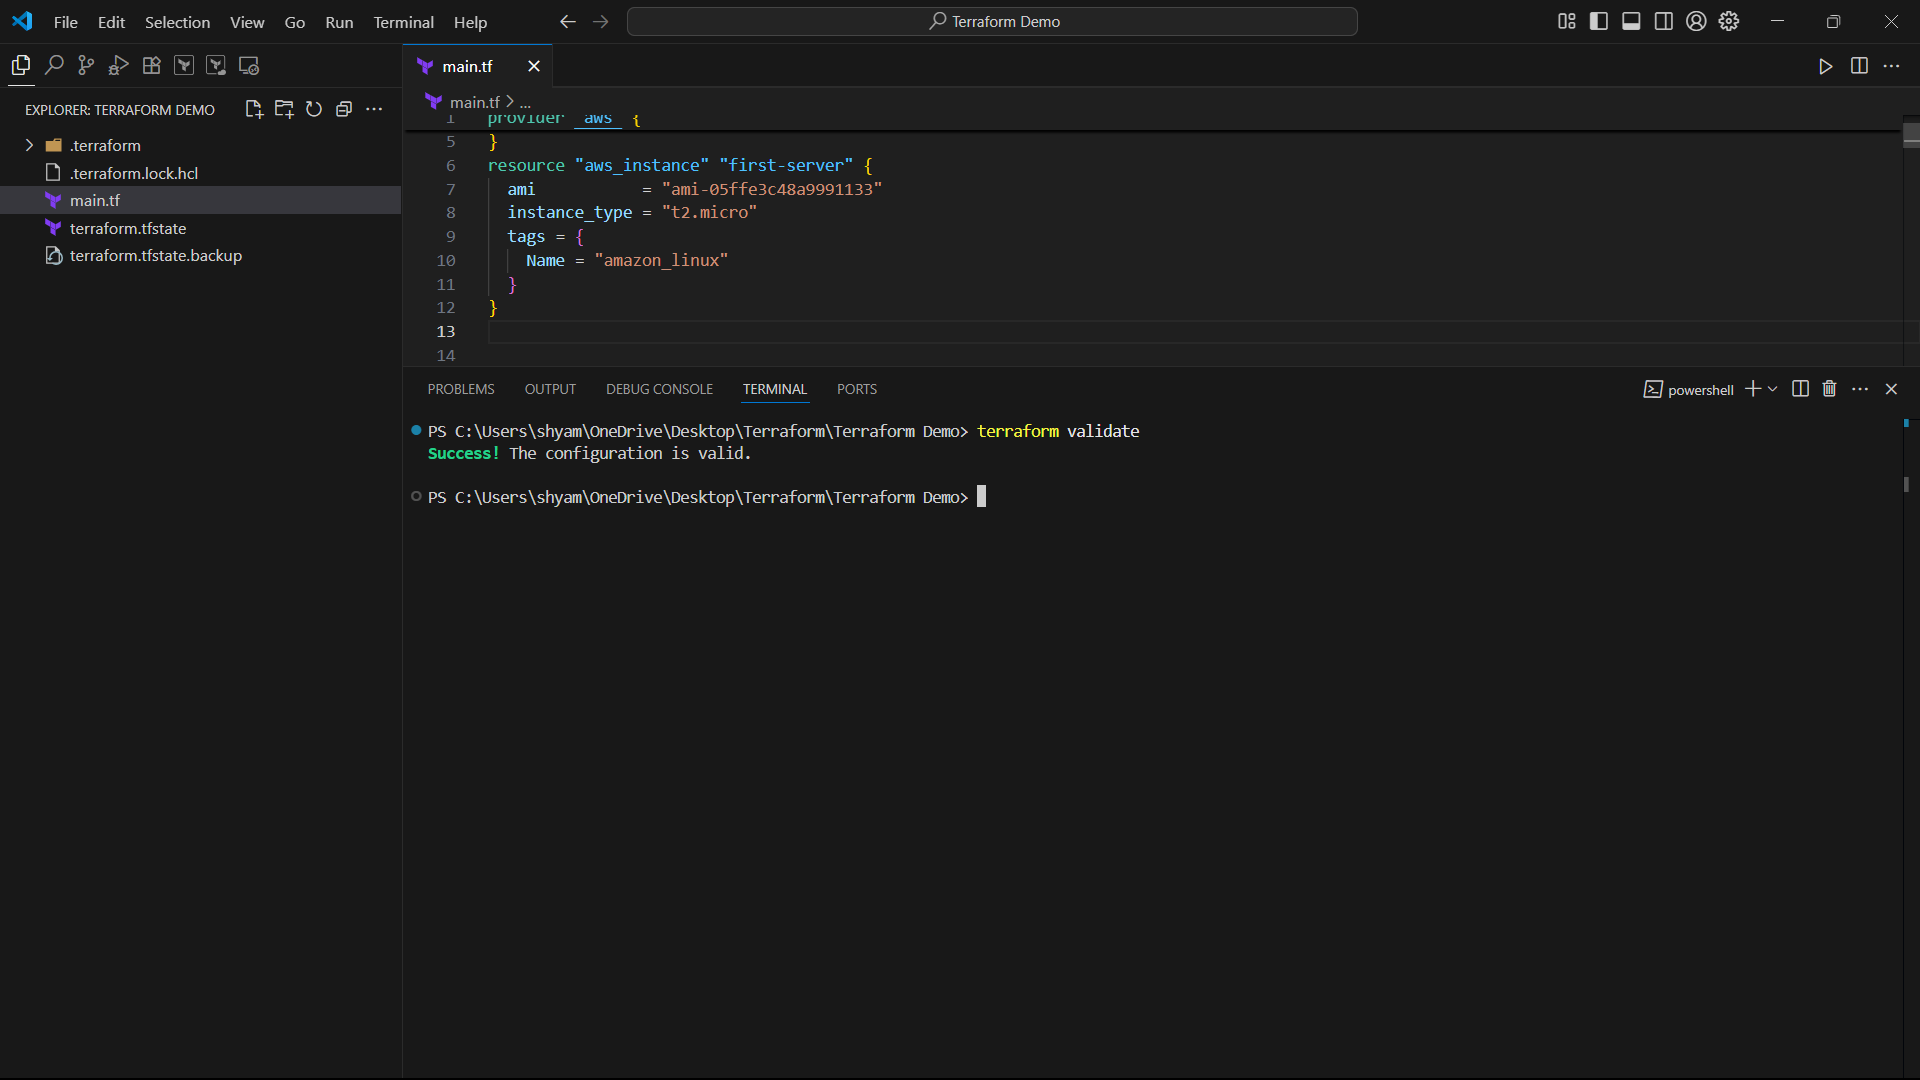 File Edit Selection View Go Run Terminal Help
Terraform Demo
EXPLORER: TERRAFORM DEMO
.terraform
.terraform.lock.hcl
main.tf
terraform.tfstate
terraform.tfstate.backup
main.tf
main.tf > ...
1 provider "aws" {
5 }
6 resource "aws_instance" "first-server" {
7 ami = "ami-05ffe3c48a9991133"
8 instance_type = "t2.micro"
9 tags = {
10 Name = "amazon_linux"
11 }
12 }
13
14
PROBLEMS OUTPUT DEBUG CONSOLE TERMINAL PORTS
powershell
PS C:\Users\shyam\OneDrive\Desktop\Terraform\Terraform Demo> terraform validate
Success! The configuration is valid.
PS C:\Users\shyam\OneDrive\Desktop\Terraform\Terraform Demo>